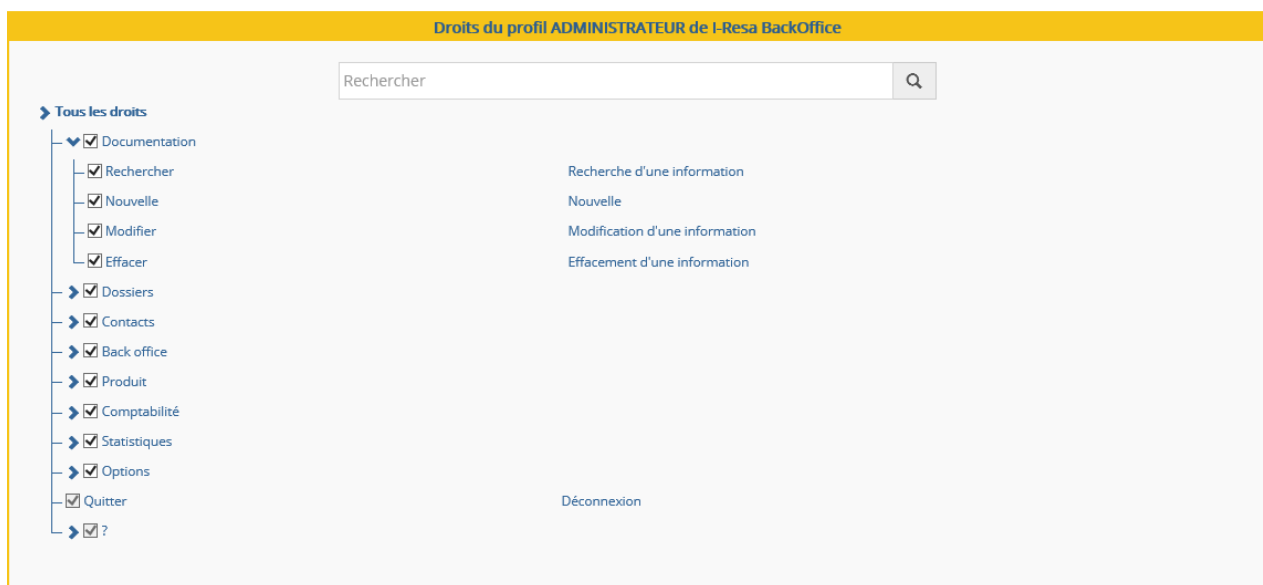 Droits du profil ADMINISTRATEUR de I-Resa BackOffice
Rechercher
Tous les droits
Documentation
Rechercher Recherche d'une information
Nouvelle Nouvelle
Modifier Modification d'une information
Effacer Effacement d'une information
Dossiers
Contacts
Back office
Produit
Comptabilité
Statistiques
Options
Quitter Déconnexion
?